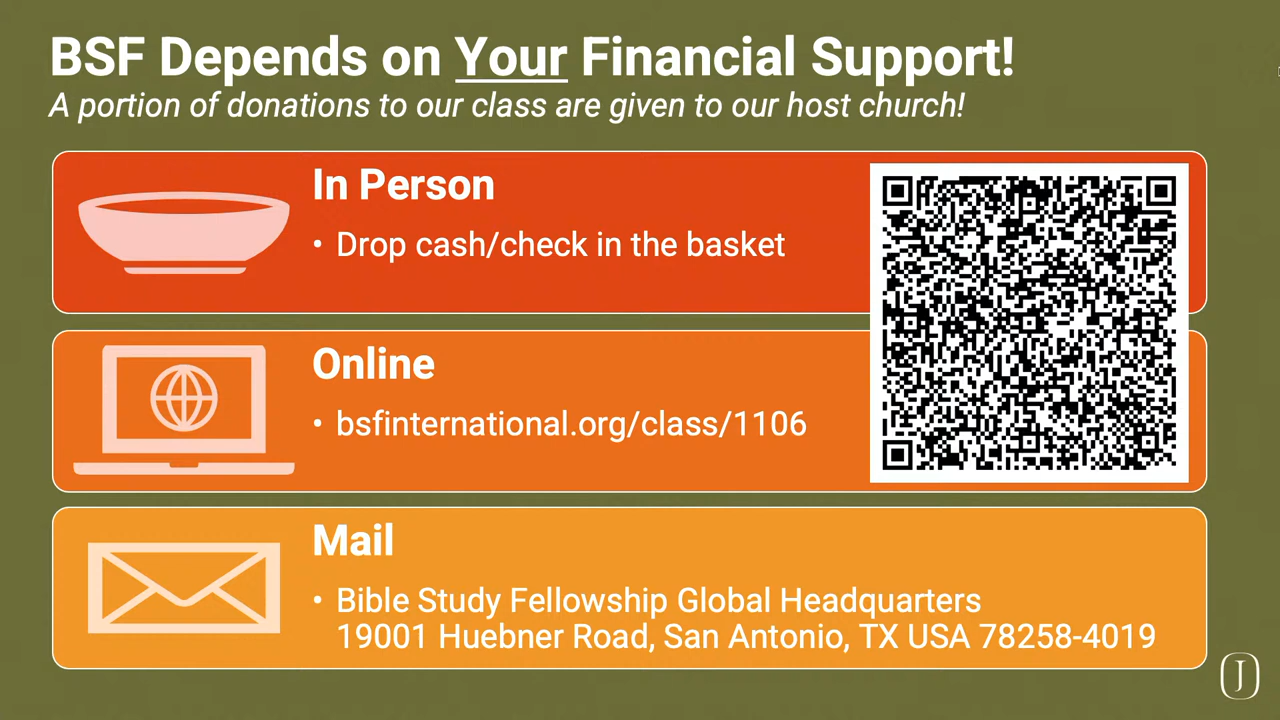 BSF Depends on Your Financial Support!
A portion of donations to our class are given to our host church!
In Person
• Drop cash/check in the basket
Online
• bsfinternational.org/class/1106
Mail
• Bible Study Fellowship Global Headquarters
19001 Huebner Road, San Antonio, TX USA 78258-4019
J